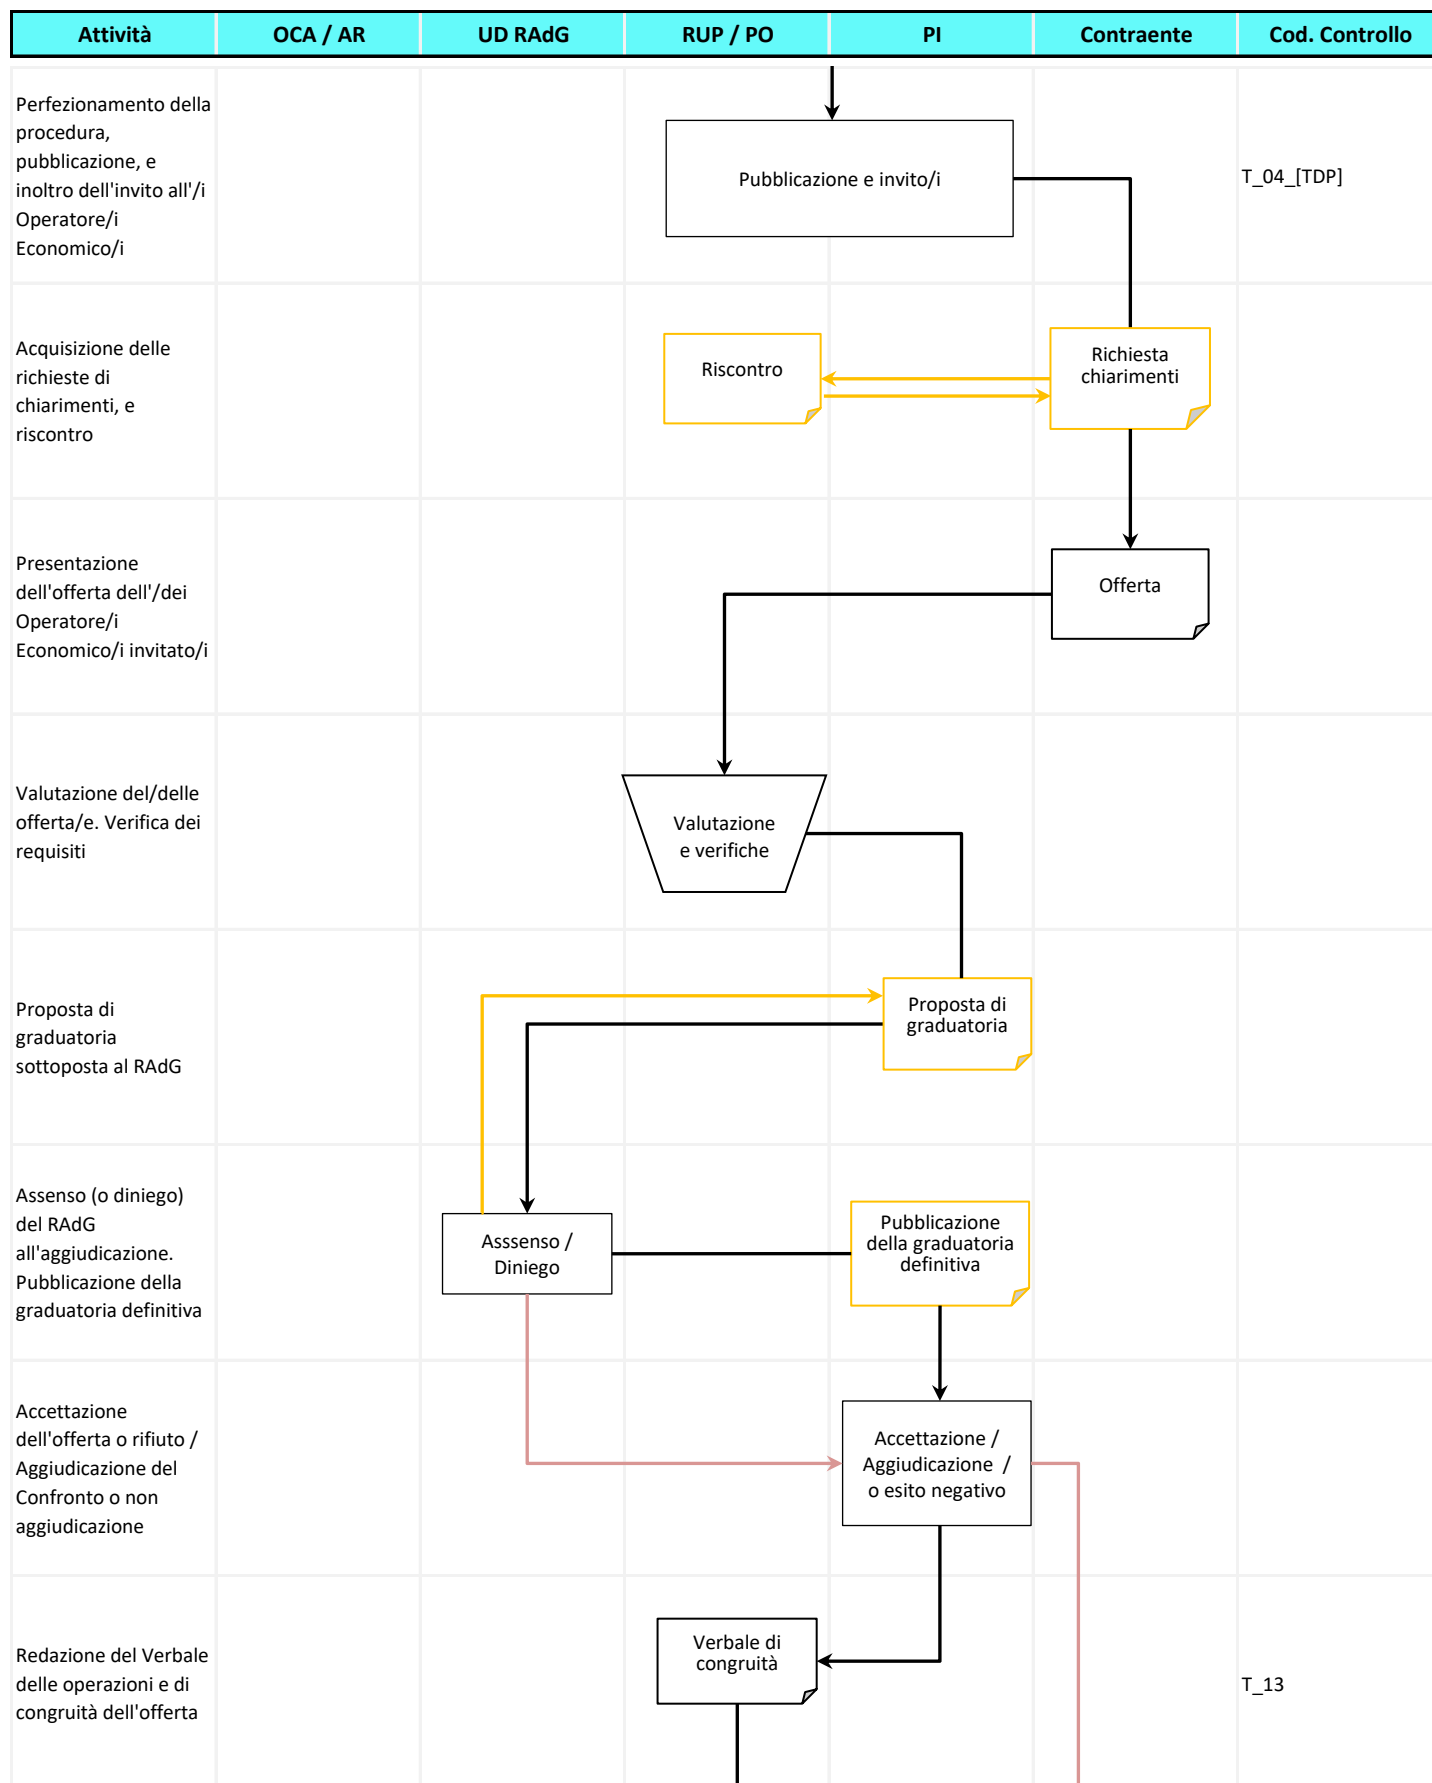 Attività
OCA / AR
UD RAdG
RUP / PO
PI
Contraente
Cod. Controllo
Perfezionamento della
procedura,
pubblicazione, e
inoltro dell'invito all'/i
Operatore/i
Economico/i
Pubblicazione e invito/i
T_04_[TDP]
Acquisizione delle
richieste di
chiarimenti, e
riscontro
Riscontro
Richiesta
chiarimenti
Presentazione
dell'offerta dell'/dei
Operatore/i
Economico/i invitato/i
Offerta
Valutazione del/delle
offerta/e. Verifica dei
requisiti
Valutazione
e verifiche
Proposta di
graduatoria
sottoposta al RAdG
Proposta di
graduatoria
Assenso (o diniego)
del RAdG
all'aggiudicazione.
Pubblicazione della
graduatoria definitiva
Asssenso /
Diniego
Pubblicazione
della graduatoria
definitiva
Accettazione
dell'offerta o rifiuto /
Aggiudicazione del
Confronto o non
aggiudicazione
Accettazione /
Aggiudicazione /
o esito negativo
Redazione del Verbale
delle operazioni e di
congruità dell'offerta
Verbale di
congruità
T_13